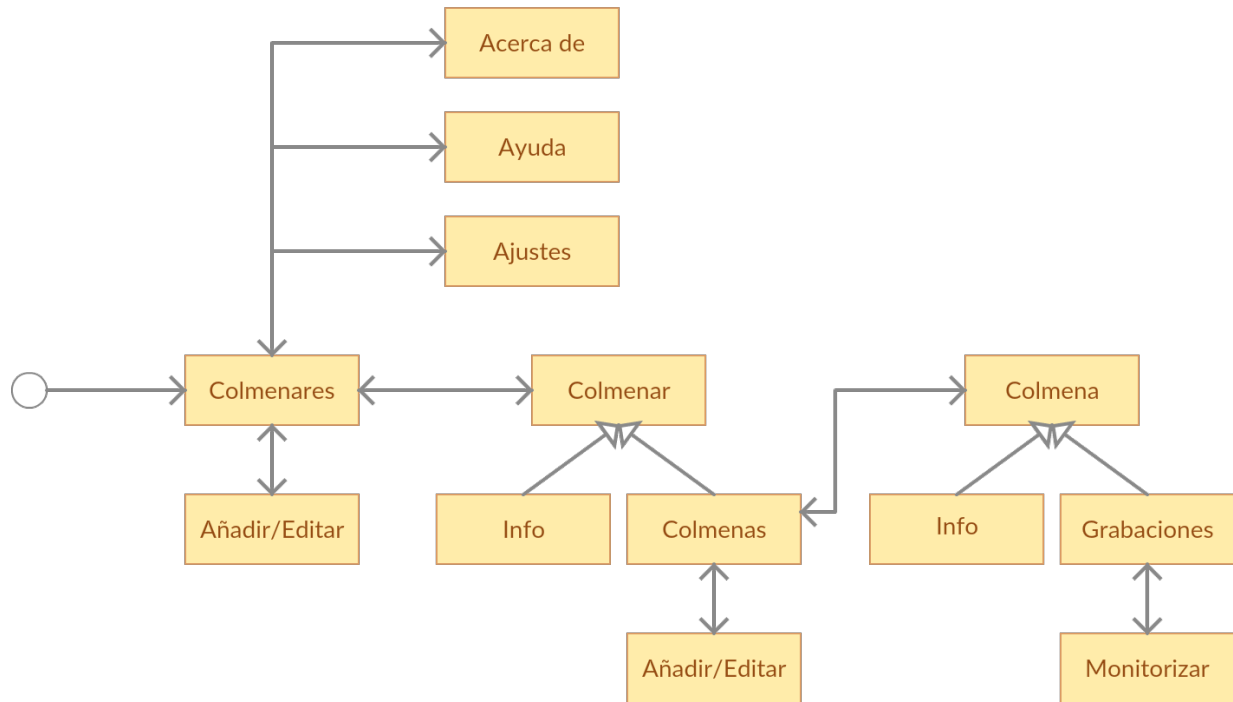 Acerca de
Ayuda
Ajustes
Colmenares
Colmenar
Colmena
Añadir/Editar
Info
Colmenas
Info
Grabaciones
Añadir/Editar
Monitorizar